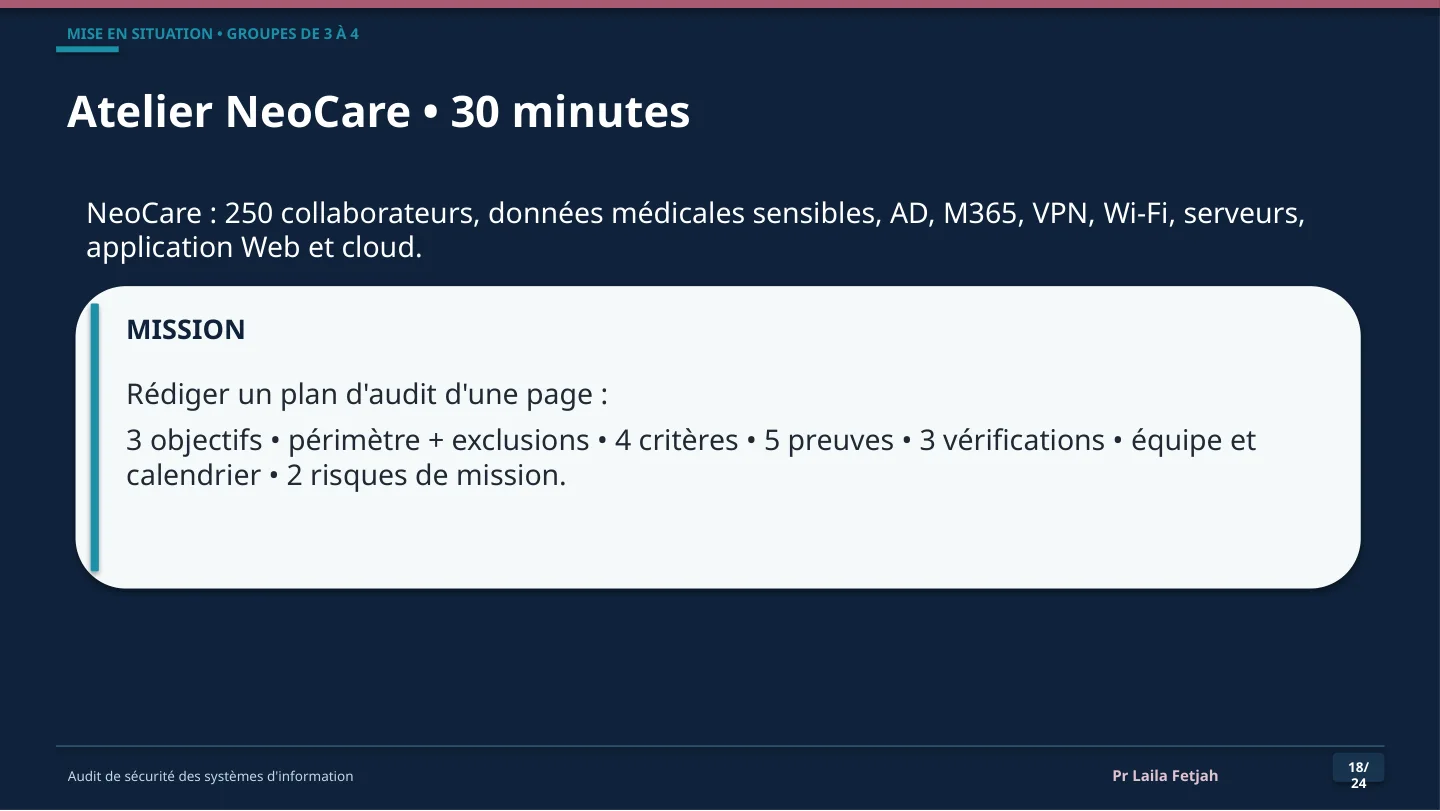 MISE EN SITUATION • GROUPES DE 3 À 4
Atelier NeoCare • 30 minutes
NeoCare : 250 collaborateurs, données médicales sensibles, AD, M365, VPN, Wi-Fi, serveurs,
application Web et cloud.
MISSION
Rédiger un plan d'audit d'une page :
3 objectifs • périmètre + exclusions • 4 critères • 5 preuves • 3 vérifications • équipe et
calendrier • 2 risques de mission.
Audit de sécurité des systèmes d'information
Pr Laila Fetjah
18/
24